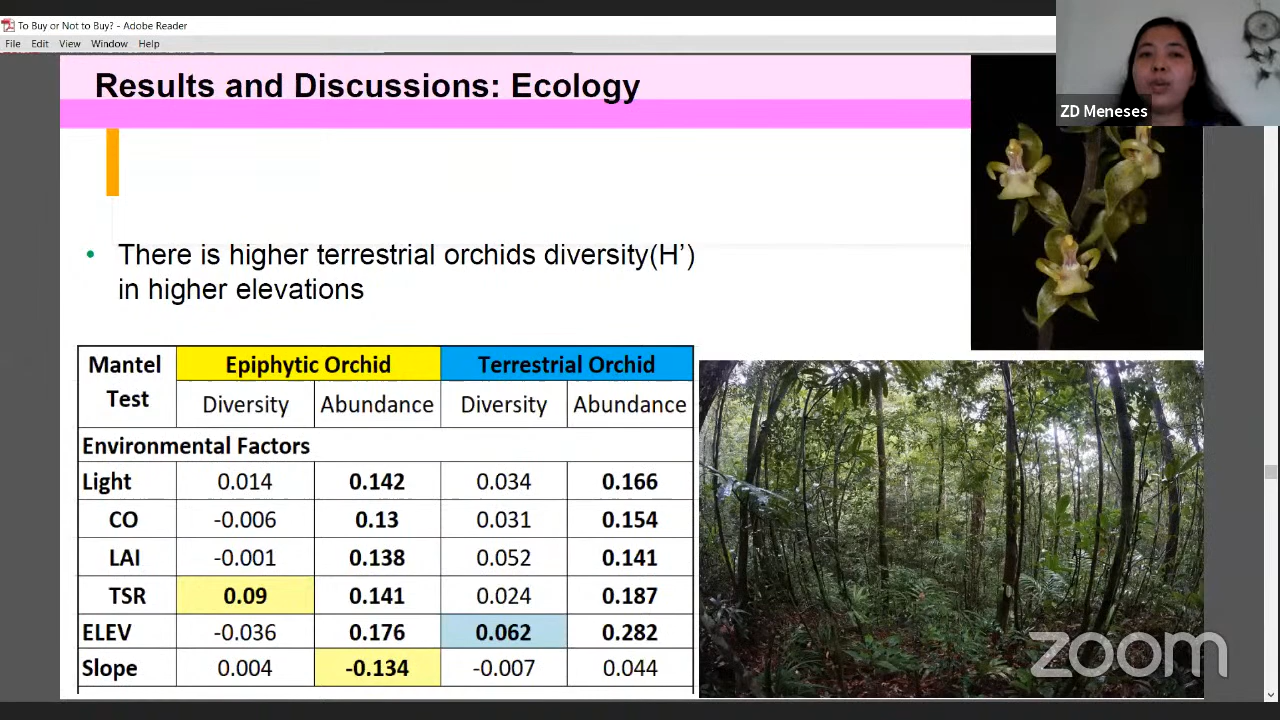 To Buy or Not to Buy? - Adobe Reader
File Edit View Window Help
Results and Discussions: Ecology
ZD Meneses
• There is higher terrestrial orchids diversity(H’)
in higher elevations
Mantel Test Epiphytic Orchid Terrestrial Orchid
Diversity Abundance Diversity Abundance
Environmental Factors
Light 0.014 0.142 0.034 0.166
CO -0.006 0.13 0.031 0.154
LAI -0.001 0.138 0.052 0.141
TSR 0.09 0.141 0.024 0.187
ELEV -0.036 0.176 0.062 0.282
Slope 0.004 -0.134 -0.007 0.044
zoom